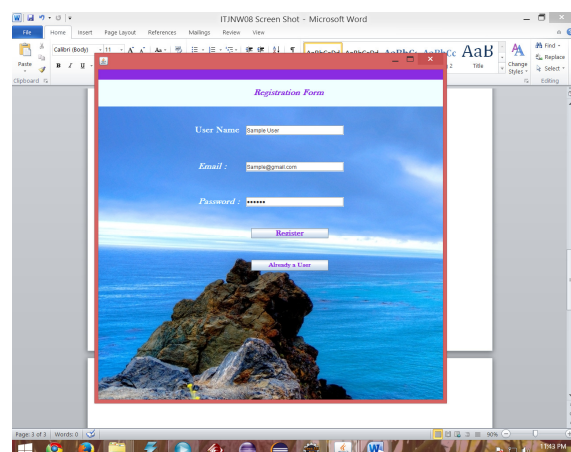 ITJNW08 Screen Shot - Microsoft Word
File Home Insert Page Layout References Mailings Review View
Calibri (Body) 11
Find
Replace
Select
Paste
B I U
Title
Change
Styles
Clipboard
Editing
Registration Form
User Name Sample User
Email : Sample@gmail.com
Password : ••••••
Register
Already a User
Page: 3 of 3 Words: 0 90%
11:43 PM